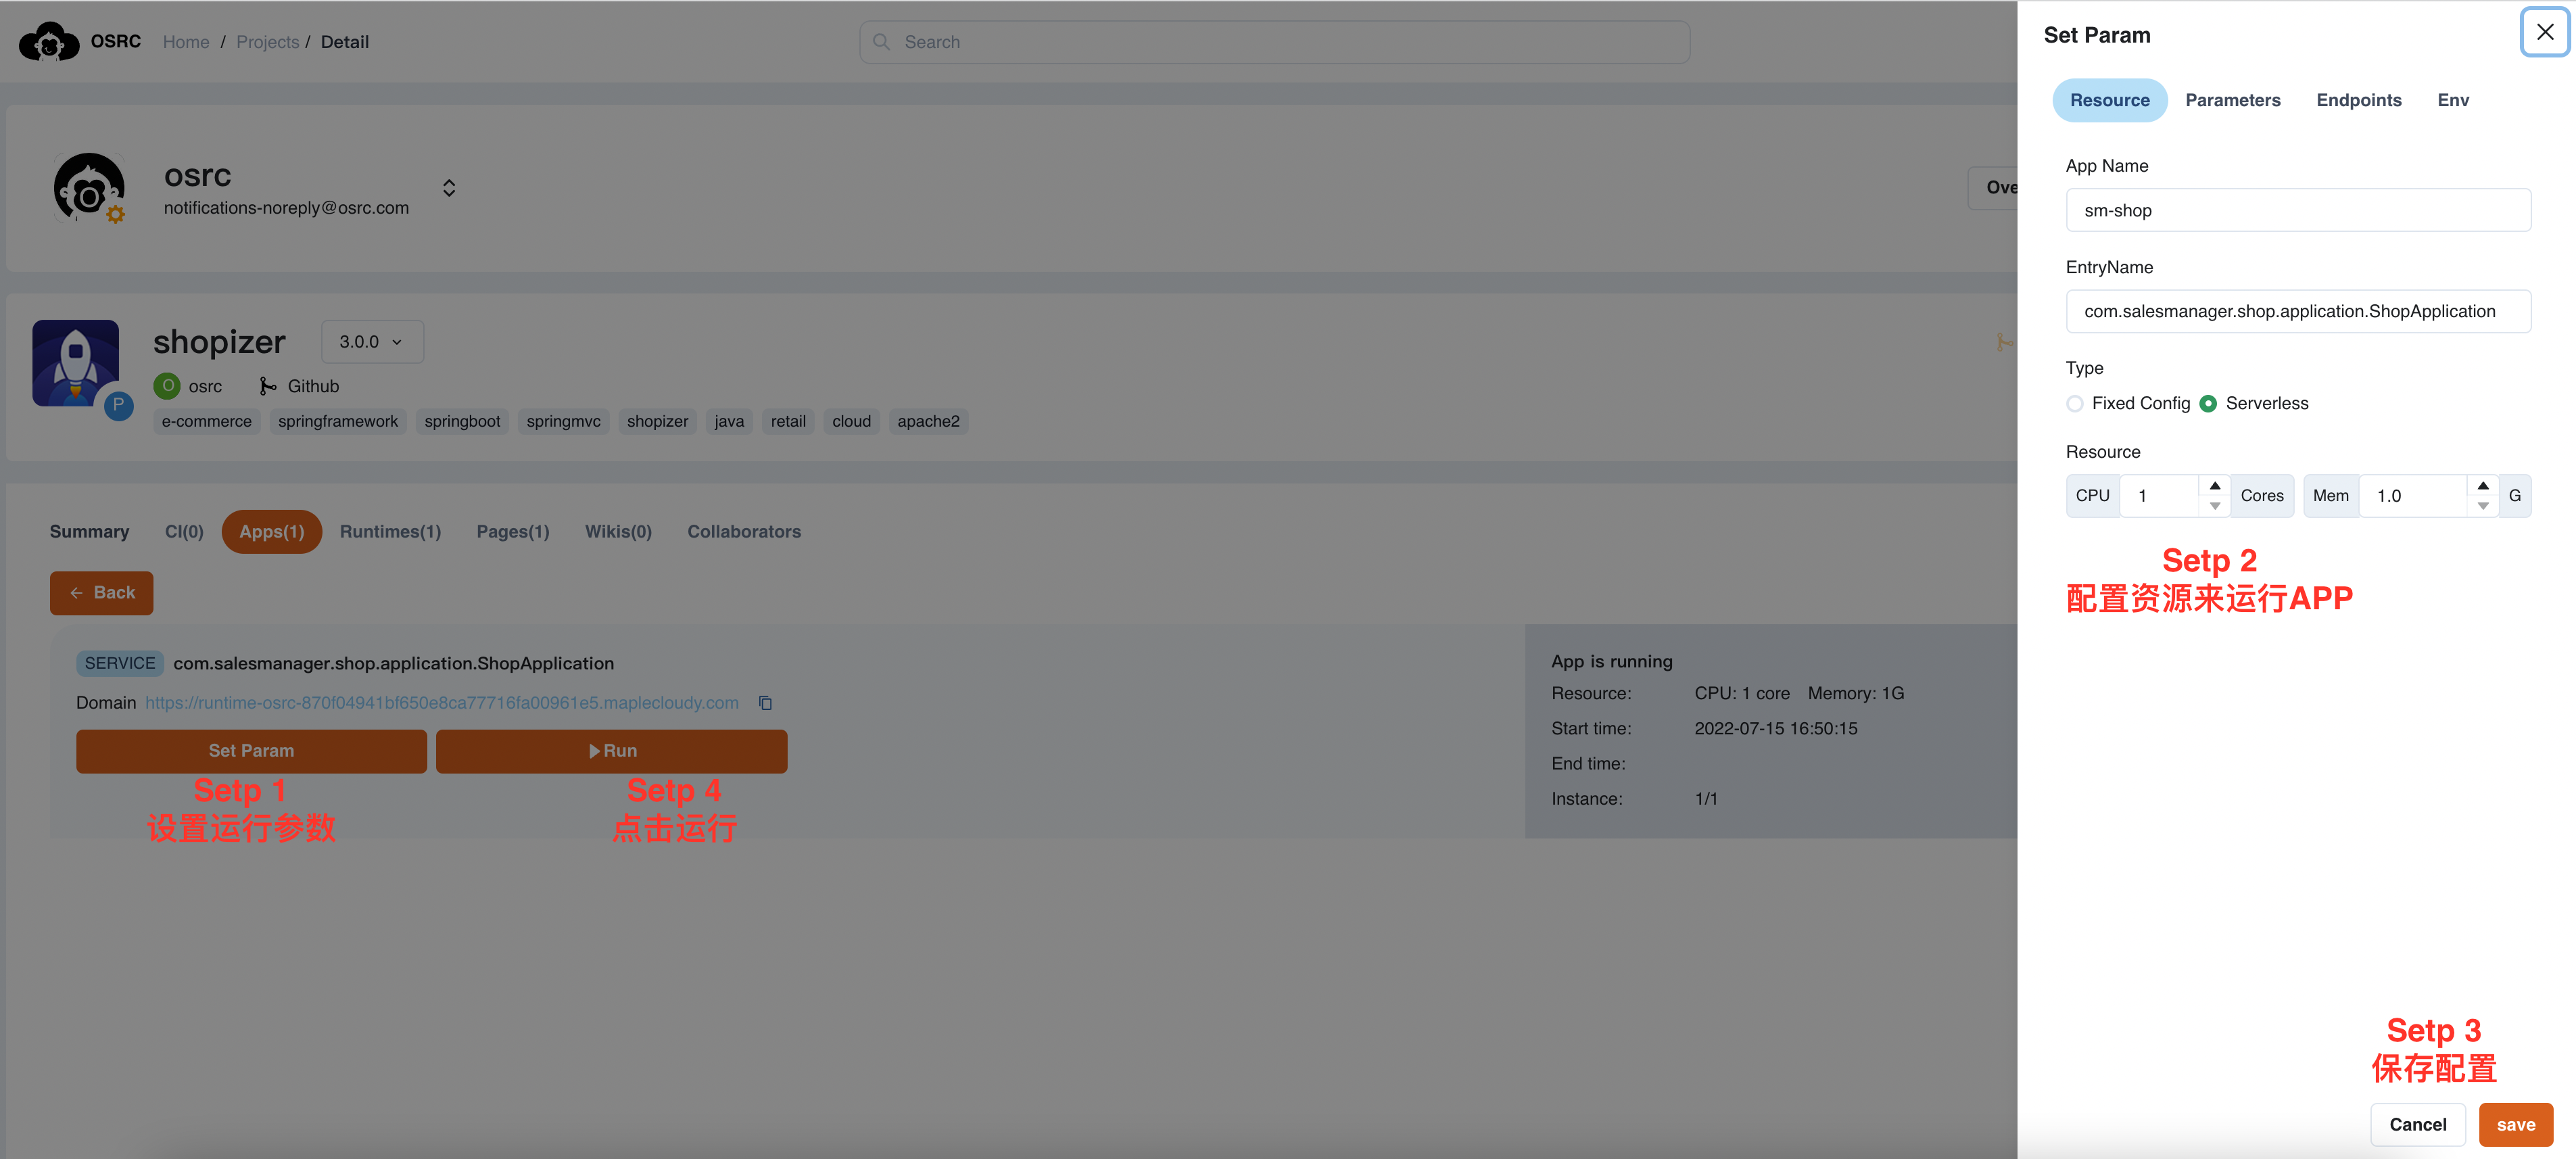 OSRC Home / Projects / Detail
Search
osrc
notifications-noreply@osrc.com
Ove
shopizer 3.0.0
P
O osrc Github
e-commerce springframework springboot springmvc shopizer java retail cloud apache2
Summary CI(0) Apps(1) Runtimes(1) Pages(1) Wikis(0) Collaborators
← Back
SERVICE com.salesmanager.shop.application.ShopApplication
Domain https://runtime-osrc-870f04941bf650e8ca77716fa00961e5.maplecloudy.com
Set Param Run
Setp 1
设置运行参数
Setp 4
点击运行
App is running
Resource: CPU: 1 core Memory: 1G
Start time: 2022-07-15 16:50:15
End time:
Instance: 1/1
Set Param
Resource Parameters Endpoints Env
App Name
sm-shop
EntryName
com.salesmanager.shop.application.ShopApplication
Type
Fixed Config Serverless
Resource
CPU 1 Cores Mem 1.0 G
Setp 2
配置资源来运行APP
Setp 3
保存配置
Cancel save